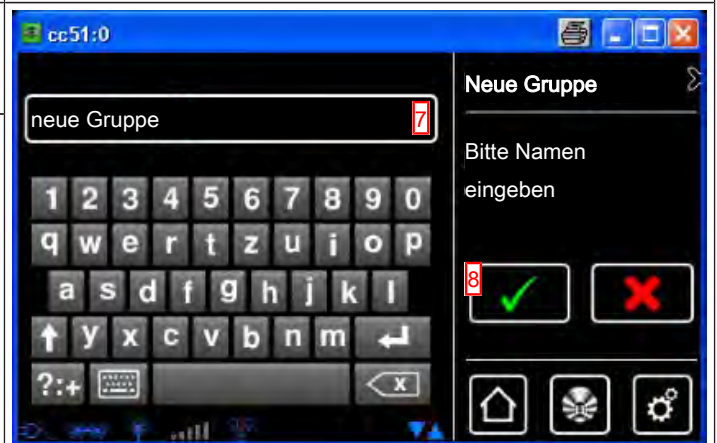 cc51:0
Neue Gruppe
neue Gruppe 7
Bitte Namen
eingeben
1 2 3 4 5 6 7 8 9 0
q w e r t z u i o p
a s d f g h j k l
y x c v b n m
?:+ x
8